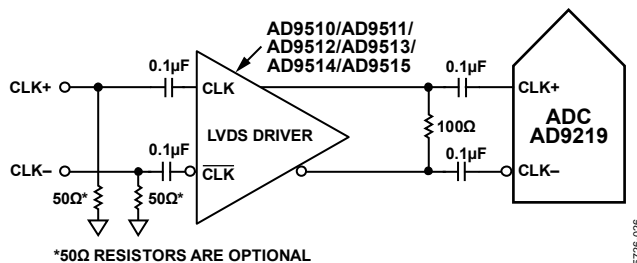 AD9510/AD9511/
AD9512/AD9513/
AD9514/AD9515
0.1µF
0.1µF
CLK+
CLK
CLK+
LVDS DRIVER
100Ω
ADC
AD9219
0.1µF
0.1µF
CLK–
CLK
CLK–
50Ω*
50Ω*
*50Ω RESISTORS ARE OPTIONAL